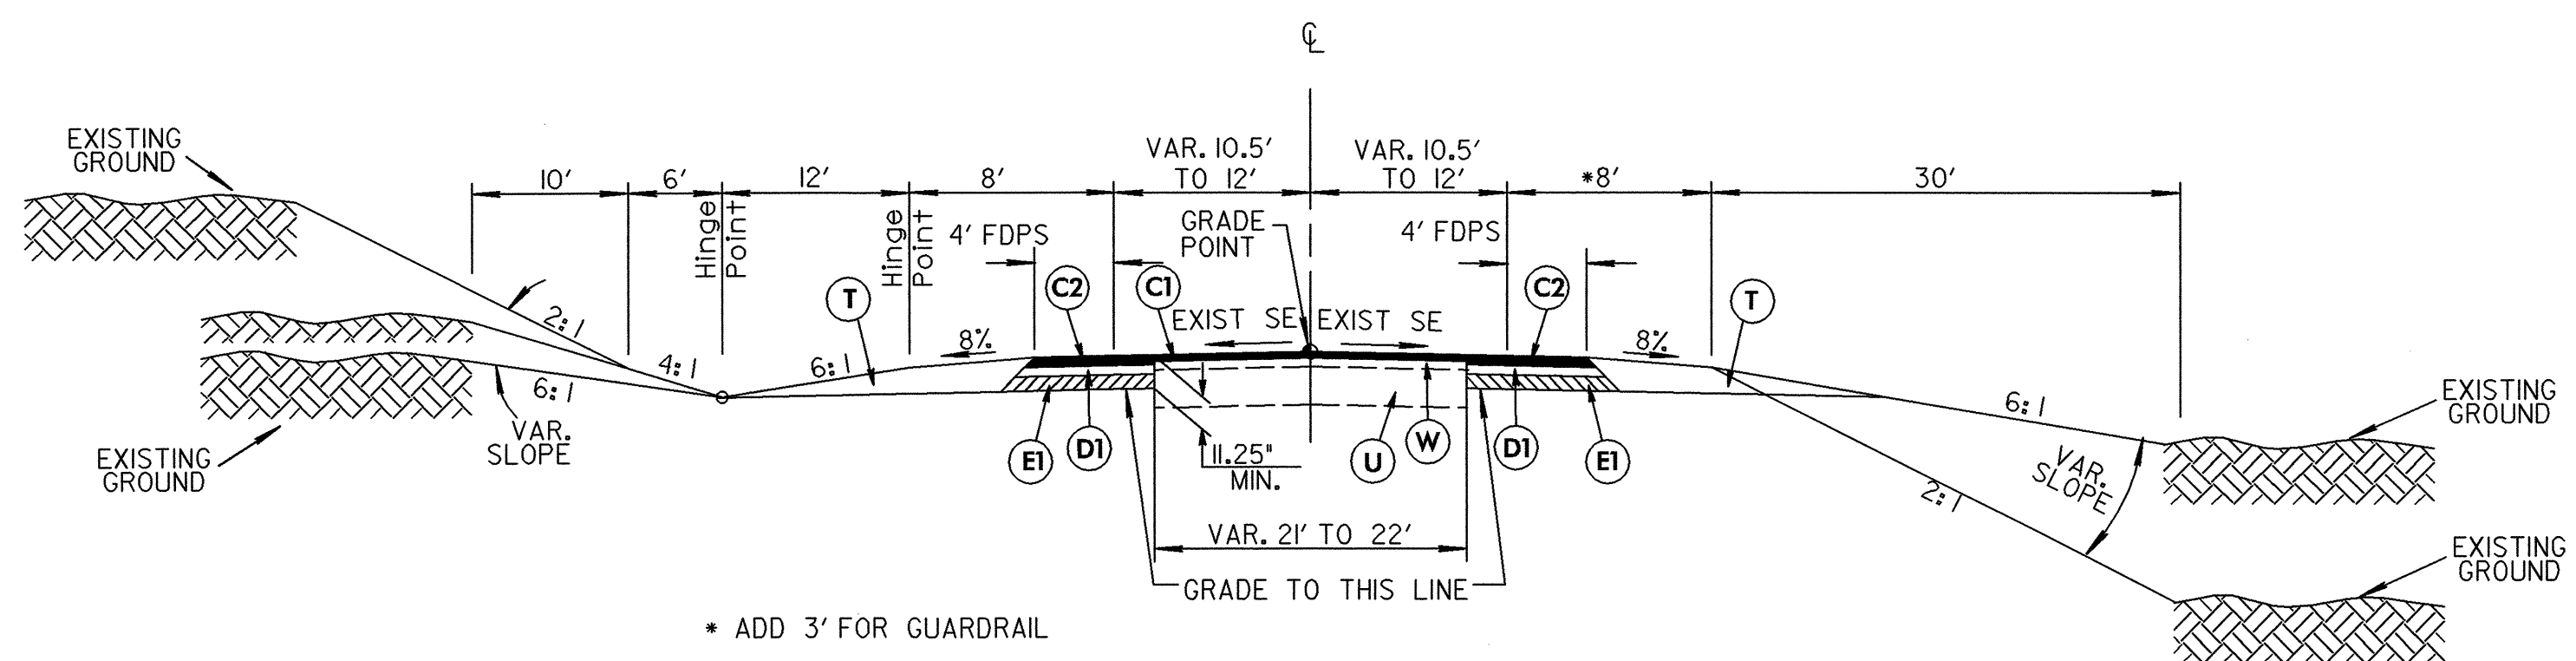 ℄
EXISTING
GROUND
10'
6'
12'
8'
VAR. 10.5'
TO 12'
VAR. 10.5'
TO 12'
*8'
30'
Hinge
Point
Hinge
Point
4' FDPS
GRADE
POINT
4' FDPS
T
C2
C1
C2
T
2:1
EXIST SE
EXIST SE
8%
8%
4:1
6:1
6:1
VAR.
SLOPE
EXISTING
GROUND
E1
D1
11.25"
MIN.
U
W
D1
E1
6:1
EXISTING
GROUND
VAR.
SLOPE
2:1
VAR. 21' TO 22'
GRADE TO THIS LINE
EXISTING
GROUND
* ADD 3' FOR GUARDRAIL